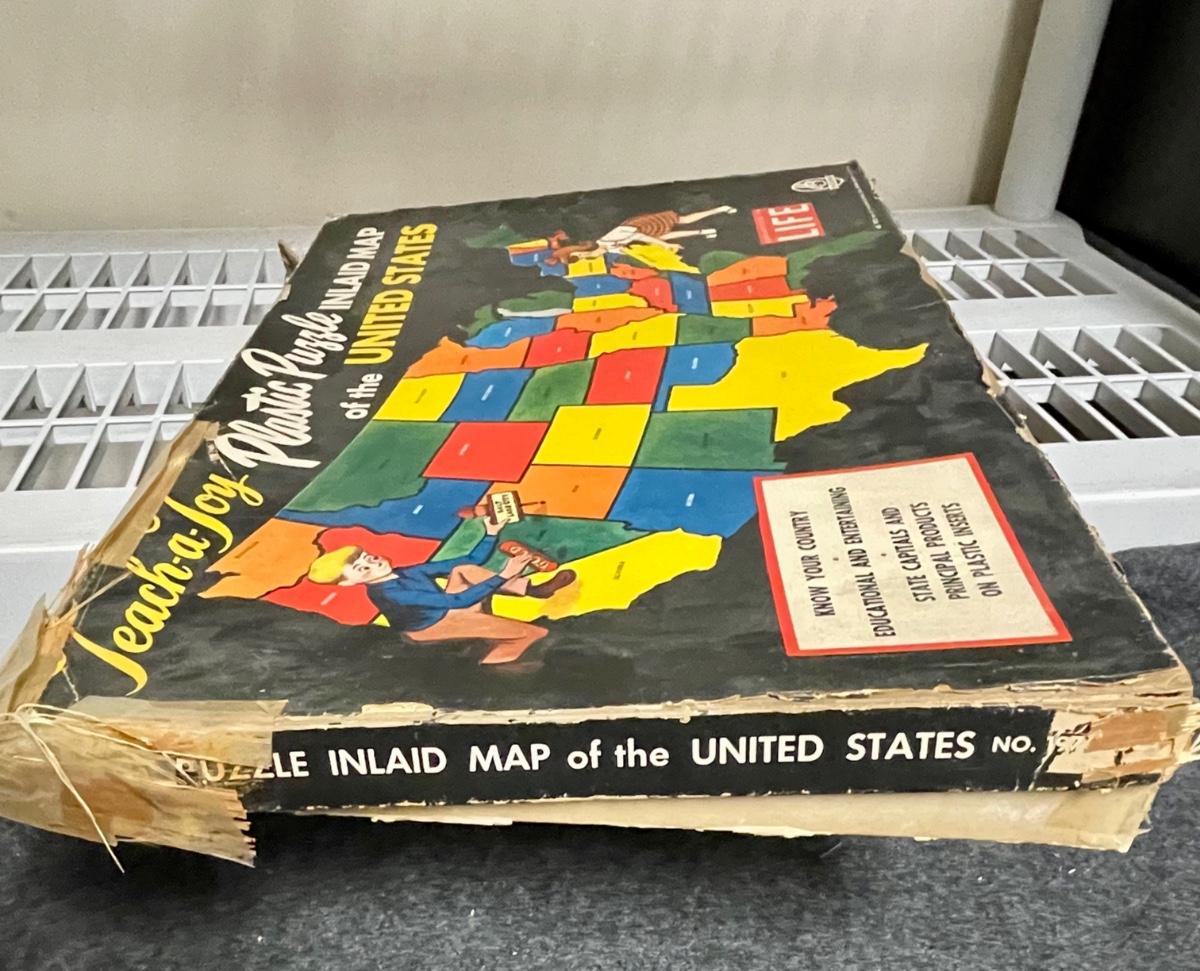 Teach-a-Joy
Plastic Puzzle INLAID MAP
of the UNITED STATES
LIFE
KNOW YOUR COUNTRY
EDUCATIONAL AND ENTERTAINING
STATE CAPITALS AND
PRINCIPAL PRODUCTS
ON PLASTIC INSERTS
PUZZLE INLAID MAP of the UNITED STATES NO.